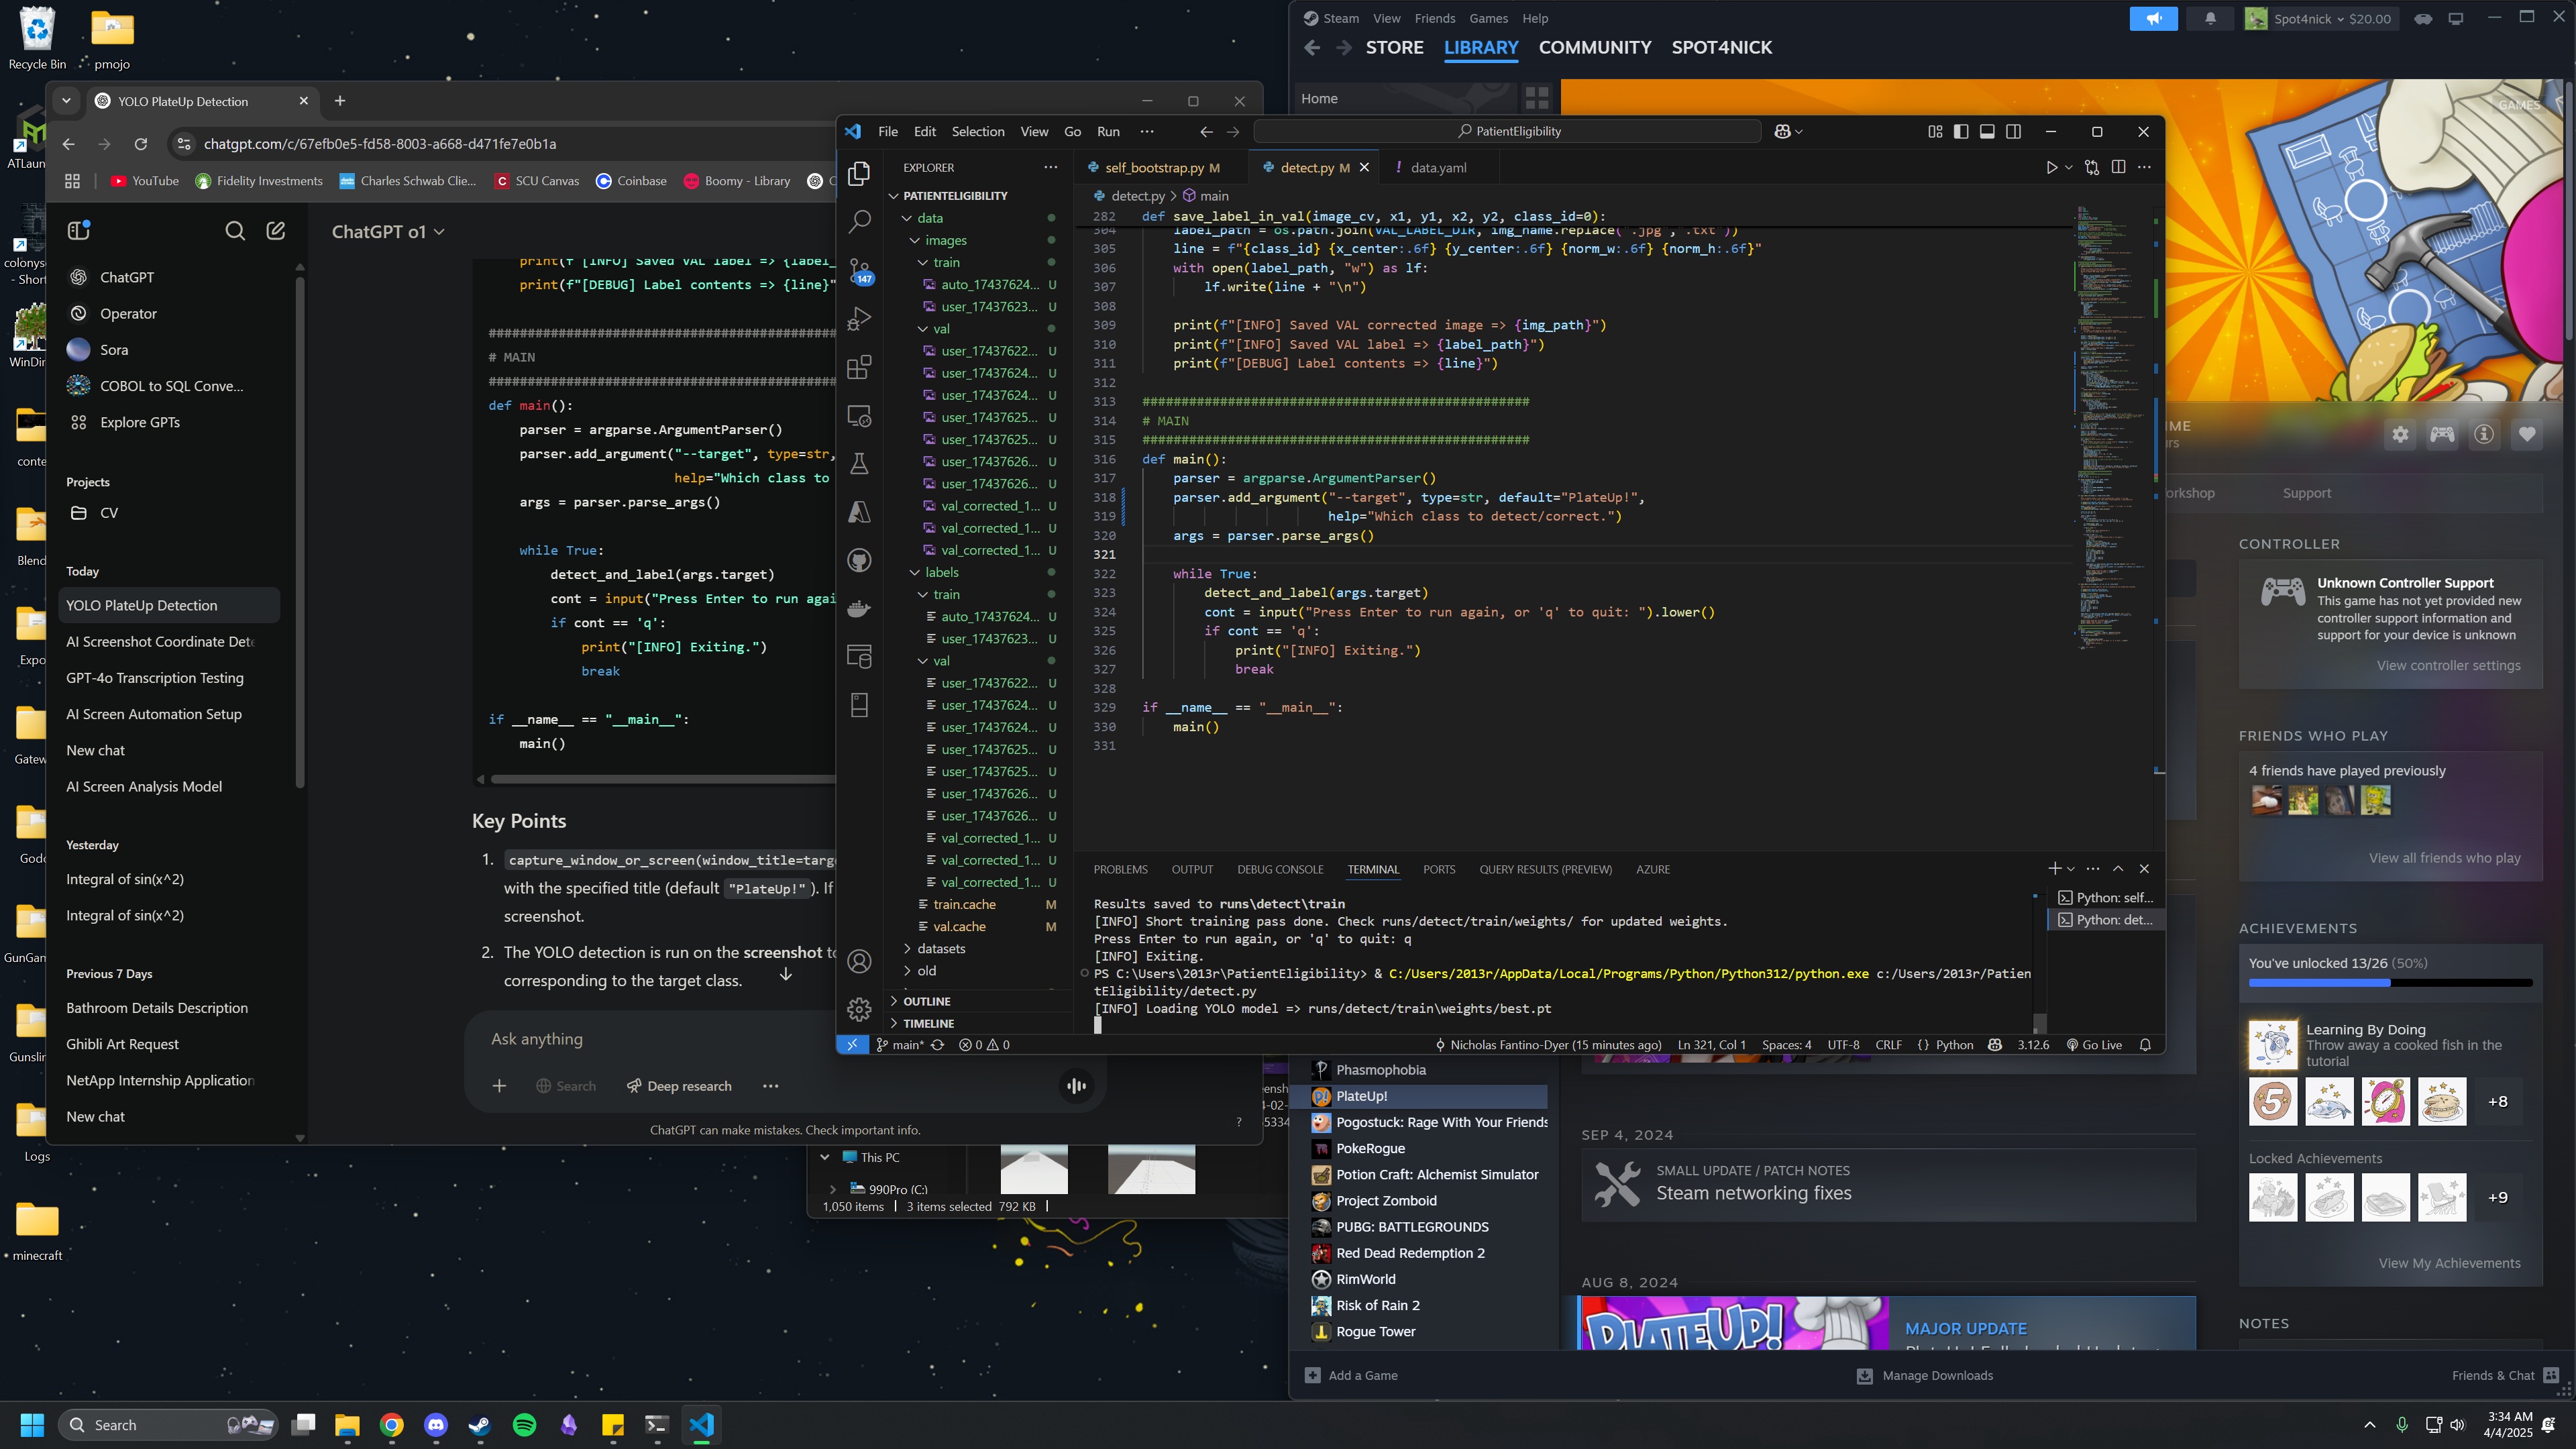 Recycle Bin
pmojo
ATLaun
colonys
- Short
WinDir
conte
Blend
Expo
Gatew
Godo
GunGan
Gunslin
Logs
minecraft
YOLO PlateUp Detection
chatgpt.com/c/67efb0e5-fd58-8003-a668-d471fe7e0b1a
YouTube
Fidelity Investments
Charles Schwab Clie...
SCU Canvas
Coinbase
Boomy - Library
ChatGPT
Operator
Sora
COBOL to SQL Conve...
Explore GPTs
Projects
CV
Today
YOLO PlateUp Detection
AI Screenshot Coordinate Dete
GPT-4o Transcription Testing
AI Screen Automation Setup
New chat
AI Screen Analysis Model
Yesterday
Integral of sin(x^2)
Integral of sin(x^2)
Previous 7 Days
Bathroom Details Description
Ghibli Art Request
NetApp Internship Application
New chat
ChatGPT o1
print(f"[INFO] Saved VAL label => {label_
print(f"[DEBUG] Label contents => {line}"
# MAIN
def main():
parser = argparse.ArgumentParser()
parser.add_argument("--target", type=str,
help="Which class to
args = parser.parse_args()
while True:
detect_and_label(args.target)
cont = input("Press Enter to run agai
if cont == 'q':
print("[INFO] Exiting.")
break
if __name__ == "__main__":
main()
Key Points
1. capture_window_or_screen(window_title=targe
with the specified title (default "PlateUp!"). If
screenshot.
2. The YOLO detection is run on the screenshot to
corresponding to the target class.
Ask anything
Search
Deep research
ChatGPT can make mistakes. Check important info.
?
This PC
990Pro (C:)
1,050 items
3 items selected 792 KB
File Edit Selection View Go Run ···
PatientEligibility
EXPLORER
PATIENTELIGIBILITY
data
images
train
auto_17437624... U
user_17437623... U
val
user_17437622... U
user_17437624... U
user_17437624... U
user_17437625... U
user_17437625... U
user_17437626... U
user_17437626... U
val_corrected_1... U
val_corrected_1... U
val_corrected_1... U
labels
train
auto_17437624... U
user_17437623... U
val
user_17437622... U
user_17437624... U
user_17437624... U
user_17437625... U
user_17437625... U
user_17437626... U
user_17437626... U
val_corrected_1... U
val_corrected_1... U
val_corrected_1... U
train.cache M
val.cache M
datasets
old
OUTLINE
TIMELINE
147
self_bootstrap.py M
detect.py M
! data.yaml
detect.py > main
282 def save_label_in_val(image_cv, x1, y1, x2, y2, class_id=0):
304 label_path = os.path.join(VAL_LABEL_DIR, img_name.replace(".jpg", ".txt"))
305 line = f"{class_id} {x_center:.6f} {y_center:.6f} {norm_w:.6f} {norm_h:.6f}"
306 with open(label_path, "w") as lf:
307 lf.write(line + "\n")
308
309 print(f"[INFO] Saved VAL corrected image => {img_path}")
310 print(f"[INFO] Saved VAL label => {label_path}")
311 print(f"[DEBUG] Label contents => {line}")
312
313 ##################################################
314 # MAIN
315 ##################################################
316 def main():
317 parser = argparse.ArgumentParser()
318 parser.add_argument("--target", type=str, default="PlateUp!",
319 help="Which class to detect/correct.")
320 args = parser.parse_args()
321
322 while True:
323 detect_and_label(args.target)
324 cont = input("Press Enter to run again, or 'q' to quit: ").lower()
325 if cont == 'q':
326 print("[INFO] Exiting.")
327 break
328
329 if __name__ == "__main__":
330 main()
331
PROBLEMS OUTPUT DEBUG CONSOLE TERMINAL PORTS QUERY RESULTS (PREVIEW) AZURE
Results saved to runs\detect\train
[INFO] Short training pass done. Check runs/detect/train/weights/ for updated weights.
Press Enter to run again, or 'q' to quit: q
[INFO] Exiting.
PS C:\Users\2013r\PatientEligibility> & C:/Users/2013r/AppData/Local/Programs/Python/Python312/python.exe c:/Users/2013r/Patien
tEligibility/detect.py
[INFO] Loading YOLO model => runs/detect/train\weights/best.pt
Python: self...
Python: det...
main*
0 0
Nicholas Fantino-Dyer (15 minutes ago)
Ln 321, Col 1
Spaces: 4
UTF-8
CRLF
{ } Python
3.12.6
Go Live
Steam View Friends Games Help
Spot4nick
$20.00
STORE LIBRARY COMMUNITY SPOT4NICK
Home
GAMES
Support
CONTROLLER
Unknown Controller Support
This game has not yet provided new
controller support information and
support for your device is unknown
View controller settings
FRIENDS WHO PLAY
4 friends have played previously
View all friends who play
ACHIEVEMENTS
You've unlocked 13/26 (50%)
Learning By Doing
Throw away a cooked fish in the
tutorial
5
+8
Locked Achievements
+9
View My Achievements
NOTES
Phasmophobia
PlateUp!
Pogostuck: Rage With Your Friends
PokeRogue
Potion Craft: Alchemist Simulator
Project Zomboid
PUBG: BATTLEGROUNDS
Red Dead Redemption 2
RimWorld
Risk of Rain 2
Rogue Tower
SEP 4, 2024
SMALL UPDATE / PATCH NOTES
Steam networking fixes
AUG 8, 2024
PLATEUP!
MAJOR UPDATE
Add a Game
Manage Downloads
Friends & Chat
Search
3:34 AM
4/4/2025